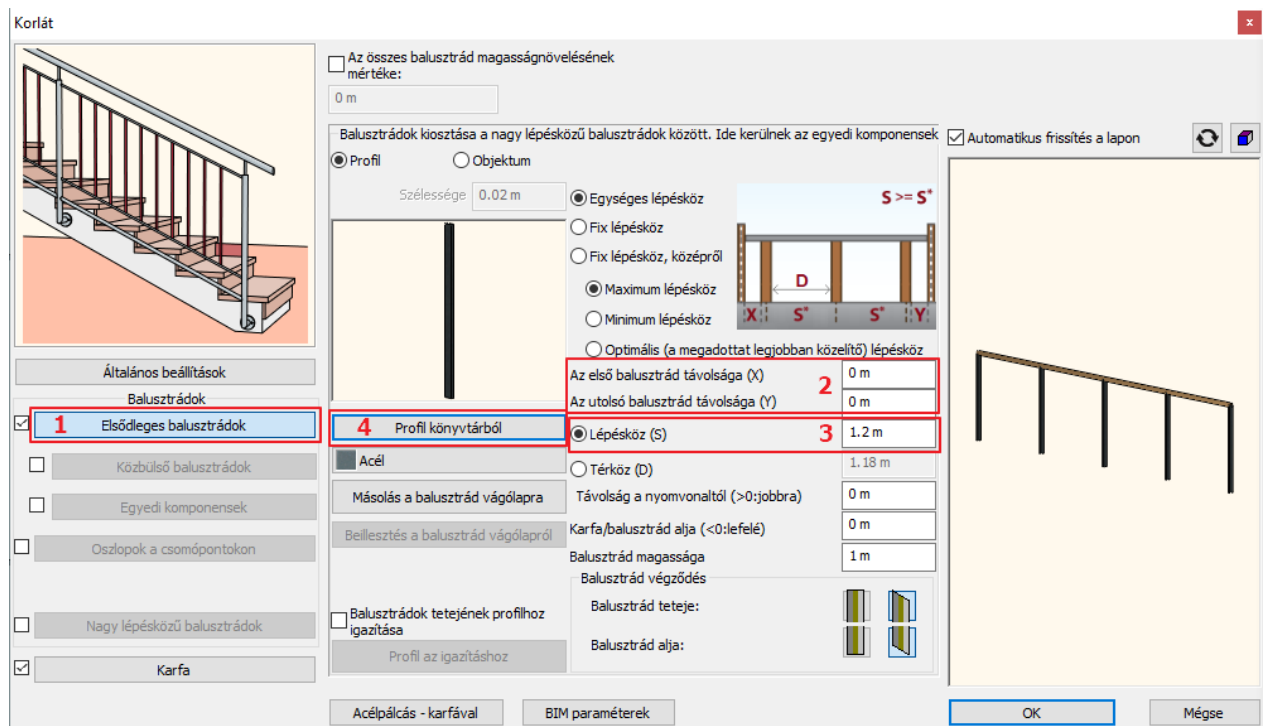 Korlát
x
Az összes balusztrád magasságnövelésének
mértéke:
0 m
Balusztrádok kiosztása a nagy lépésközű balusztrádok között. Ide kerülnek az egyedi komponensek
Automatikus frissítés a lapon
Profil
Objektum
Szélessége
0.02 m
Egységes lépésköz
S >= S*
Fix lépésköz
Fix lépésköz, középről
D
Maximum lépésköz
X
S*
S*
Y
Minimum lépésköz
Optimális (a megadottat legjobban közelítő) lépésköz
Általános beállítások
Az első balusztrád távolsága (X)
2
0 m
Balusztrádok
Az utolsó balusztrád távolsága (Y)
0 m
1
Elsődleges balusztrádok
4
Profil könyvtárból
Lépésköz (S)
3
1.2 m
Közbülső balusztrádok
Acél
Térköz (D)
1.18 m
Egyedi komponensek
Másolás a balusztrád vágólapra
Távolság a nyomvonaltól (>0:jobbra)
0 m
Oszlopok a csomópontokon
Beillesztés a balusztrád vágólapról
Karfa/balusztrád alja (<0:lefelé)
0 m
Balusztrád magassága
1 m
Balusztrád végződés
Balusztrádok tetejének profilhoz
igazítása
Balusztrád teteje:
Nagy lépésközű balusztrádok
Profil az igazításhoz
Balusztrád alja:
Karfa
Acélpálcás - karfával
BIM paraméterek
OK
Mégse